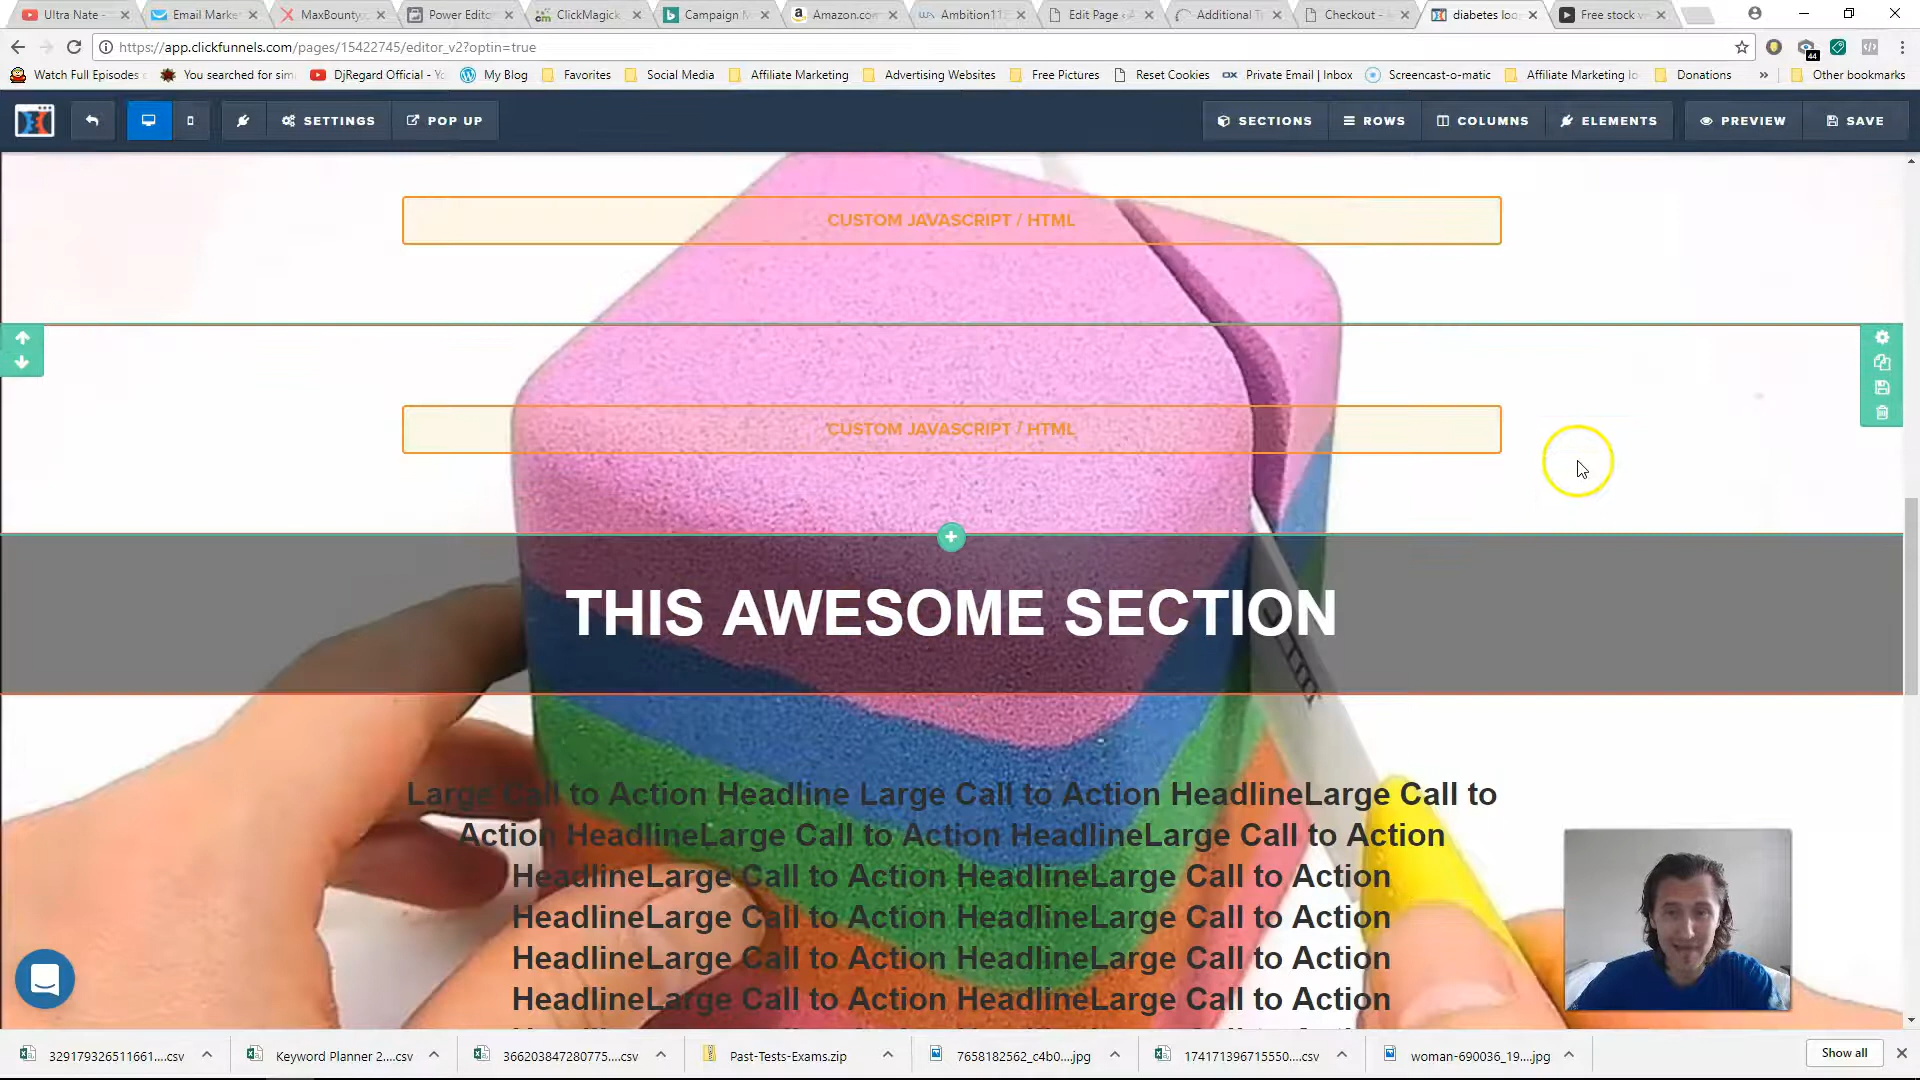 Ultra Nate -
Email Marke
MaxBounty,
Power Edito
ClickMagick
Campaign M
Amazon.com
Ambition11
Edit Page ‹ A
Additional T
Checkout -
diabetes loo
Free stock v
https://app.clickfunnels.com/pages/15422745/editor_v2?optin=true
44
Watch Full Episodes
You searched for sim
DjRegard Official - Yo
My Blog
Favorites
Social Media
Affiliate Marketing
Advertising Websites
Free Pictures
Reset Cookies
Private Email | Inbox
Screencast-o-matic
Affiliate Marketing Io
Donations
»
Other bookmarks
SETTINGS
POP UP
SECTIONS
ROWS
COLUMNS
ELEMENTS
PREVIEW
SAVE
CUSTOM JAVASCRIPT / HTML
CUSTOM JAVASCRIPT / HTML
THIS AWESOME SECTION
Large Call to Action Headline Large Call to Action HeadlineLarge Call to
Action HeadlineLarge Call to Action HeadlineLarge Call to Action
HeadlineLarge Call to Action HeadlineLarge Call to Action
HeadlineLarge Call to Action HeadlineLarge Call to Action
HeadlineLarge Call to Action HeadlineLarge Call to Action
HeadlineLarge Call to Action HeadlineLarge Call to Action
329179326511661....csv
Keyword Planner 2....csv
366203847280775....csv
Past-Tests-Exams.zip
7658182562_c4b0....jpg
174171396715550....csv
woman-690036_19....jpg
Show all